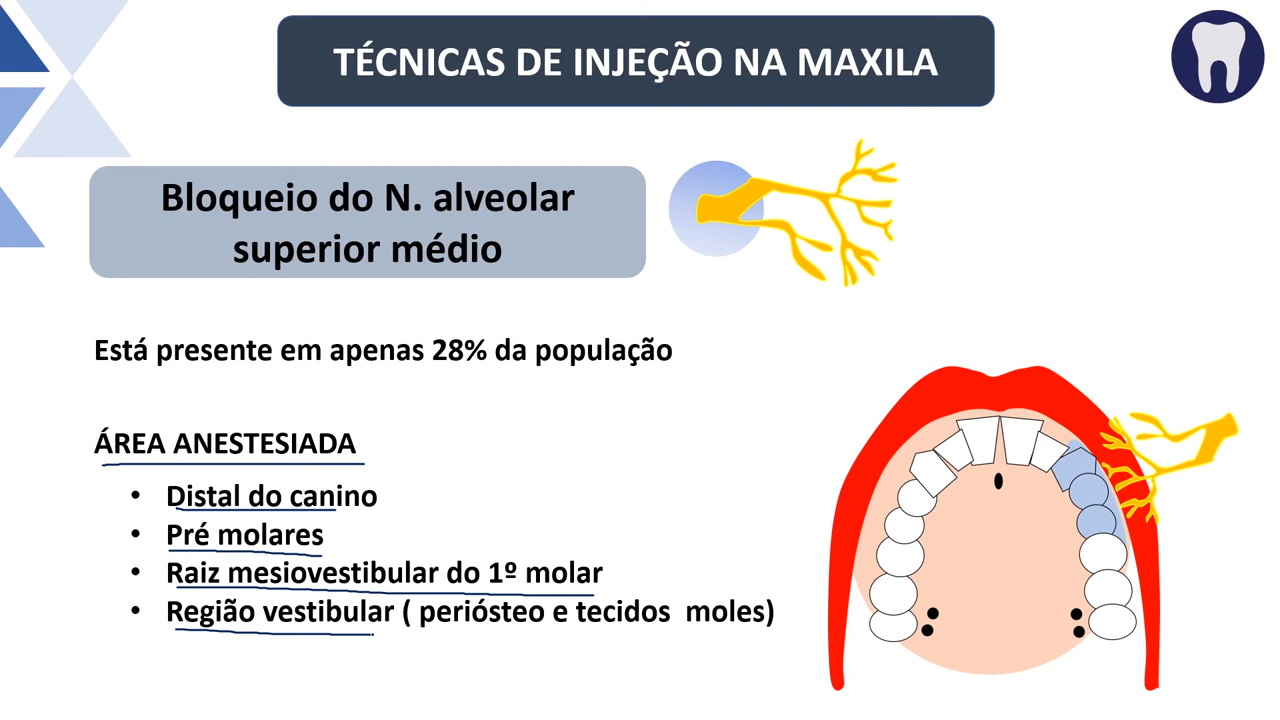 TÉCNICAS DE INJEÇÃO NA MAXILA
Bloqueio do N. alveolar
superior médio
Está presente em apenas 28% da população
ÁREA ANESTESIADA
• Distal do canino
• Pré molares
• Raiz mesiovestibular do 1º molar
• Região vestibular ( periósteo e tecidos moles)